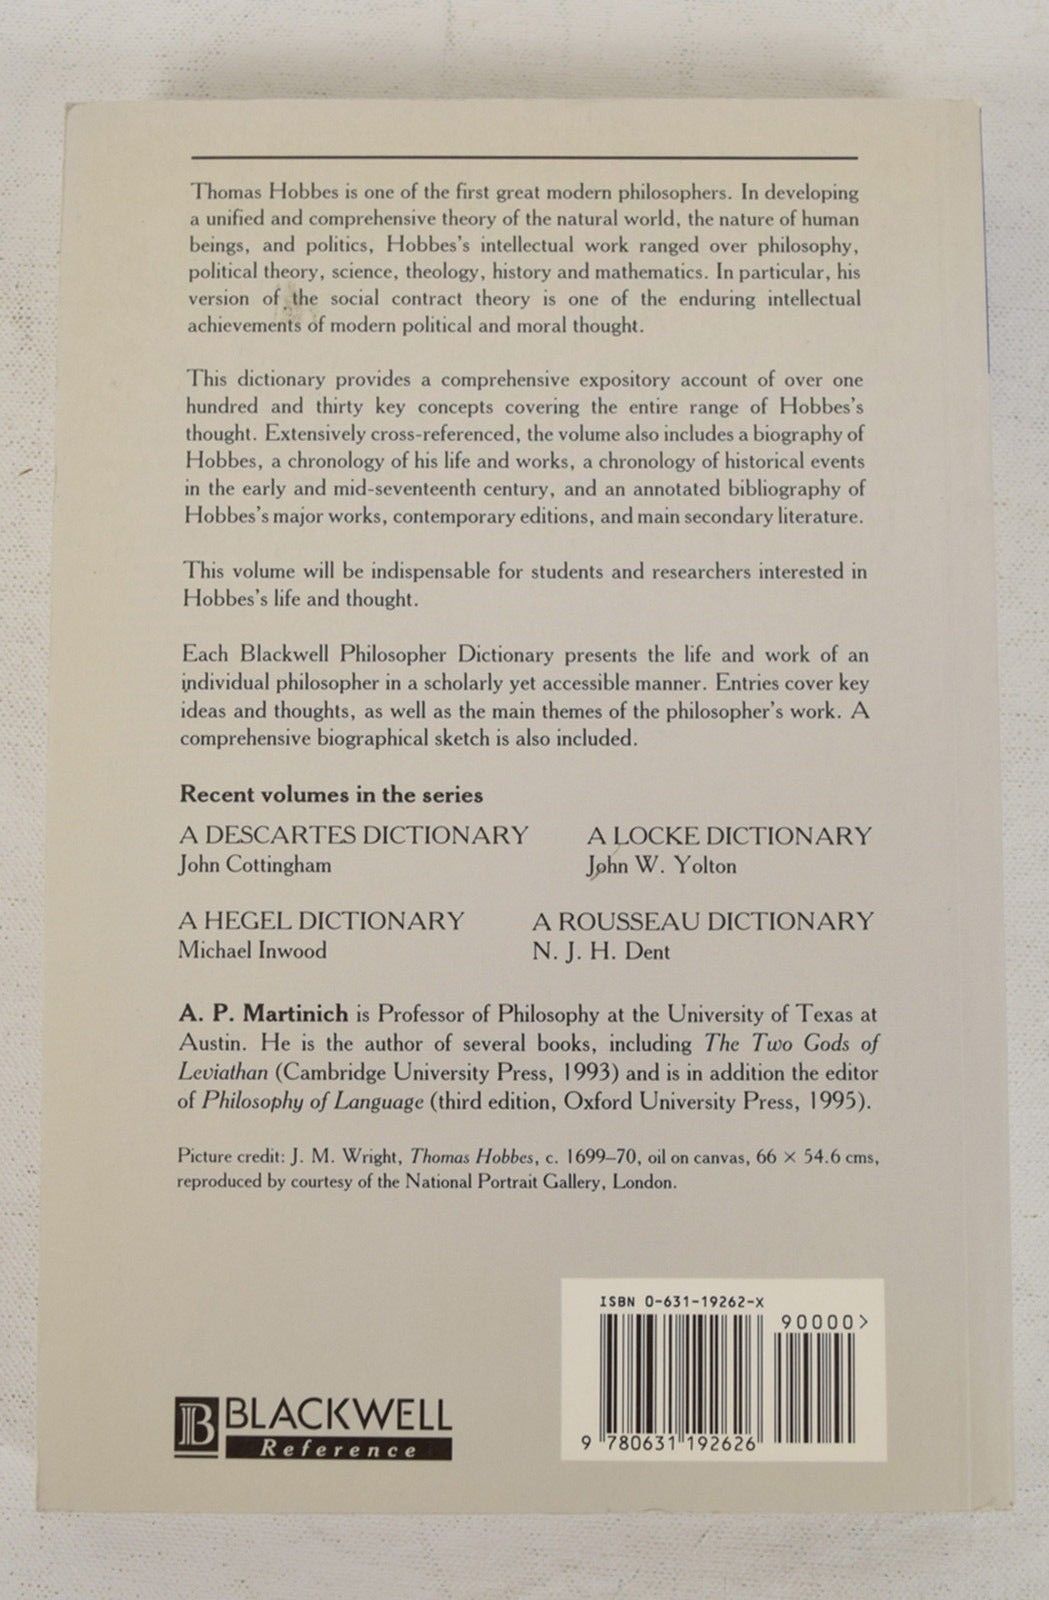 Thomas Hobbes is one of the first great modern philosophers. In developing
a unified and comprehensive theory of the natural world, the nature of human
beings, and politics, Hobbes's intellectual work ranged over philosophy,
political theory, science, theology, history and mathematics. In particular, his
version of the social contract theory is one of the enduring intellectual
achievements of modern political and moral thought.
This dictionary provides a comprehensive expository account of over one
hundred and thirty key concepts covering the entire range of Hobbes's
thought. Extensively cross-referenced, the volume also includes a biography of
Hobbes, a chronology of his life and works, a chronology of historical events
in the early and mid-seventeenth century, and an annotated bibliography of
Hobbes's major works, contemporary editions, and main secondary literature.
This volume will be indispensable for students and researchers interested in
Hobbes's life and thought.
Each Blackwell Philosopher Dictionary presents the life and work of an
individual philosopher in a scholarly yet accessible manner. Entries cover key
ideas and thoughts, as well as the main themes of the philosopher's work. A
comprehensive biographical sketch is also included.
Recent volumes in the series
A DESCARTES DICTIONARY
John Cottingham
A LOCKE DICTIONARY
John W. Yolton
A HEGEL DICTIONARY
Michael Inwood
A ROUSSEAU DICTIONARY
N. J. H. Dent
A. P. Martinich is Professor of Philosophy at the University of Texas at
Austin. He is the author of several books, including The Two Gods of
Leviathan (Cambridge University Press, 1993) and is in addition the editor
of Philosophy of Language (third edition, Oxford University Press, 1995).
Picture credit: J. M. Wright, Thomas Hobbes, c. 1699–70, oil on canvas, 66 × 54.6 cms,
reproduced by courtesy of the National Portrait Gallery, London.
B BLACKWELL
Reference
ISBN 0-631-19262-X
90000>
9 780631 192626